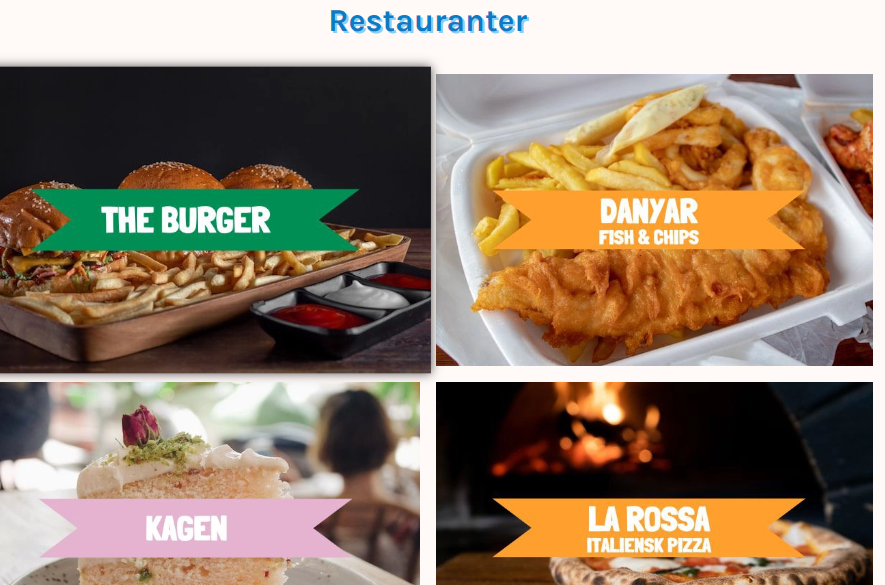 Restauranter
THE BURGER
DANYAR
FISH & CHIPS
KAGEN
LA ROSSA
ITALIENSK PIZZA